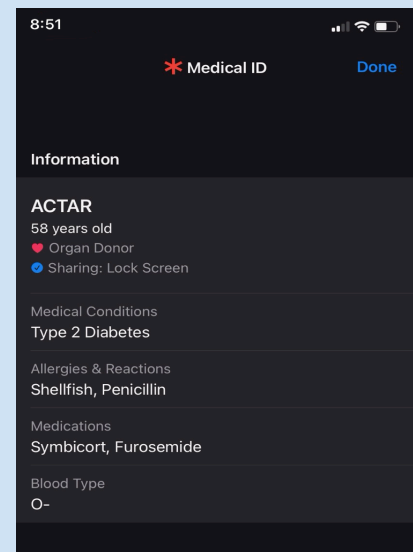 8:51
Medical ID Done
Information
ACTAR
58 years old
Organ Donor
Sharing: Lock Screen
Medical Conditions
Type 2 Diabetes
Allergies & Reactions
Shellfish, Penicillin
Medications
Symbicort, Furosemide
Blood Type
O-